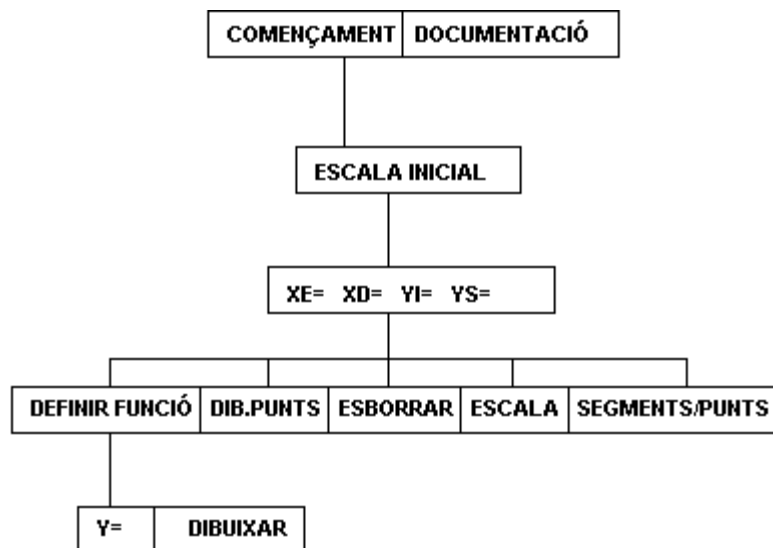 COMENÇAMENT DOCUMENTACIÓ
ESCALA INICIAL
XE= XD= YI= YS=
DEFINIR FUNCIÓ DIB.PUNTS ESBORRAR ESCALA SEGMENTS/PUNTS
Y= DIBUIXAR